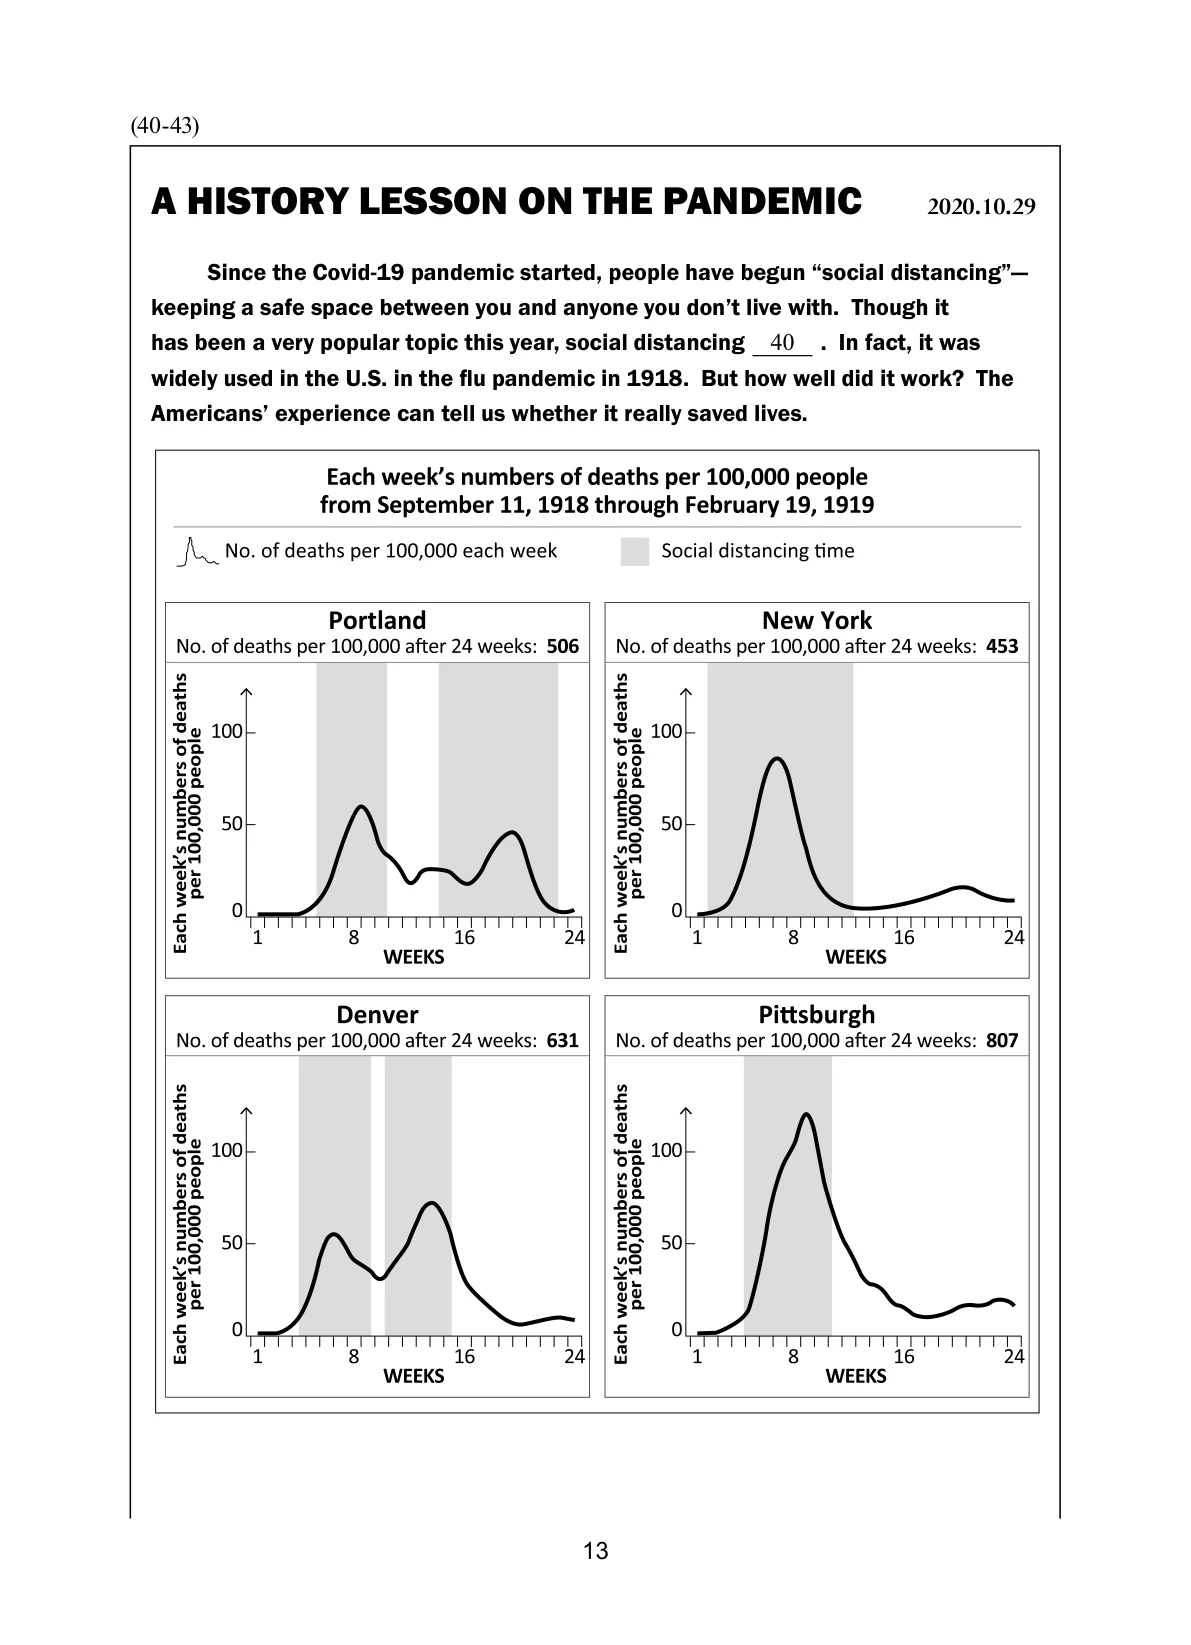 (40-43)
A HISTORY LESSON ON THE PANDEMIC 2020.10.29
Since the Covid-19 pandemic started, people have begun “social distancing”—
keeping a safe space between you and anyone you don’t live with. Though it
has been a very popular topic this year, social distancing 40 . In fact, it was
widely used in the U.S. in the flu pandemic in 1918. But how well did it work? The
Americans’ experience can tell us whether it really saved lives.
Each week’s numbers of deaths per 100,000 people
from September 11, 1918 through February 19, 1919
No. of deaths per 100,000 each week Social distancing time
Portland
No. of deaths per 100,000 after 24 weeks: 506
Each week’s numbers of deaths
per 100,000 people
100
50
0
1 8 16 24
WEEKS
New York
No. of deaths per 100,000 after 24 weeks: 453
Each week’s numbers of deaths
per 100,000 people
100
50
0
1 8 16 24
WEEKS
Denver
No. of deaths per 100,000 after 24 weeks: 631
Each week’s numbers of deaths
per 100,000 people
100
50
0
1 8 16 24
WEEKS
Pittsburgh
No. of deaths per 100,000 after 24 weeks: 807
Each week’s numbers of deaths
per 100,000 people
100
50
0
1 8 16 24
WEEKS
13